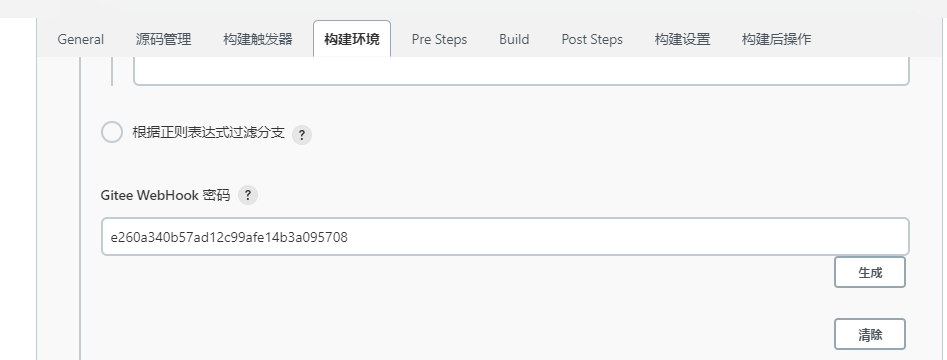 General 源码管理 构建触发器 构建环境 Pre Steps Build Post Steps 构建设置 构建后操作
根据正则表达式过滤分支 ?
Gitee WebHook 密码 ?
e260a340b57ad12c99afe14b3a095708
生成
清除